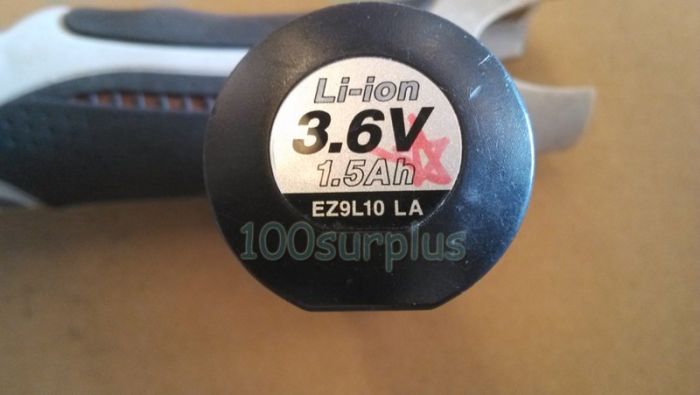 Li-ion
3.6V
1.5Ah
EZ9L10 LA
100surplus